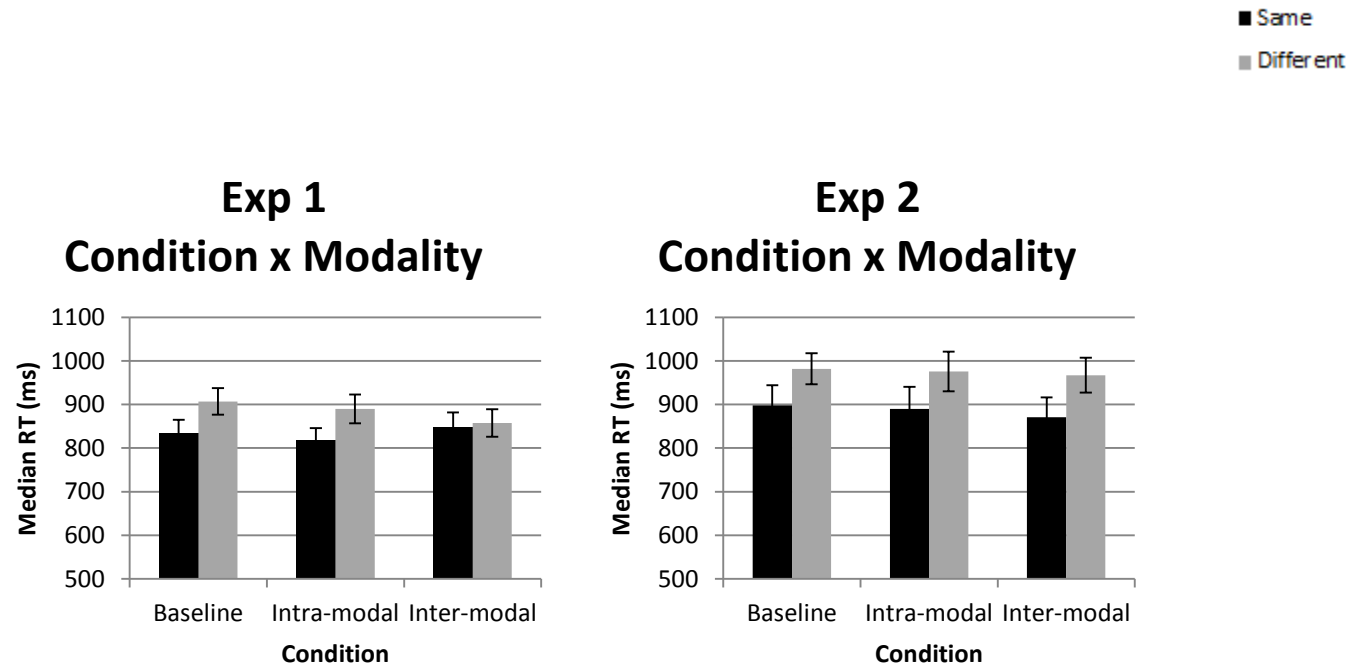 Same
Different
Exp 1
Condition x Modality
1100
1000
900
800
700
600
500
Median RT (ms)
Baseline Intra-modal Inter-modal
Condition
Exp 2
Condition x Modality
1100
1000
900
800
700
600
500
Median RT (ms)
Baseline Intra-modal Inter-modal
Condition